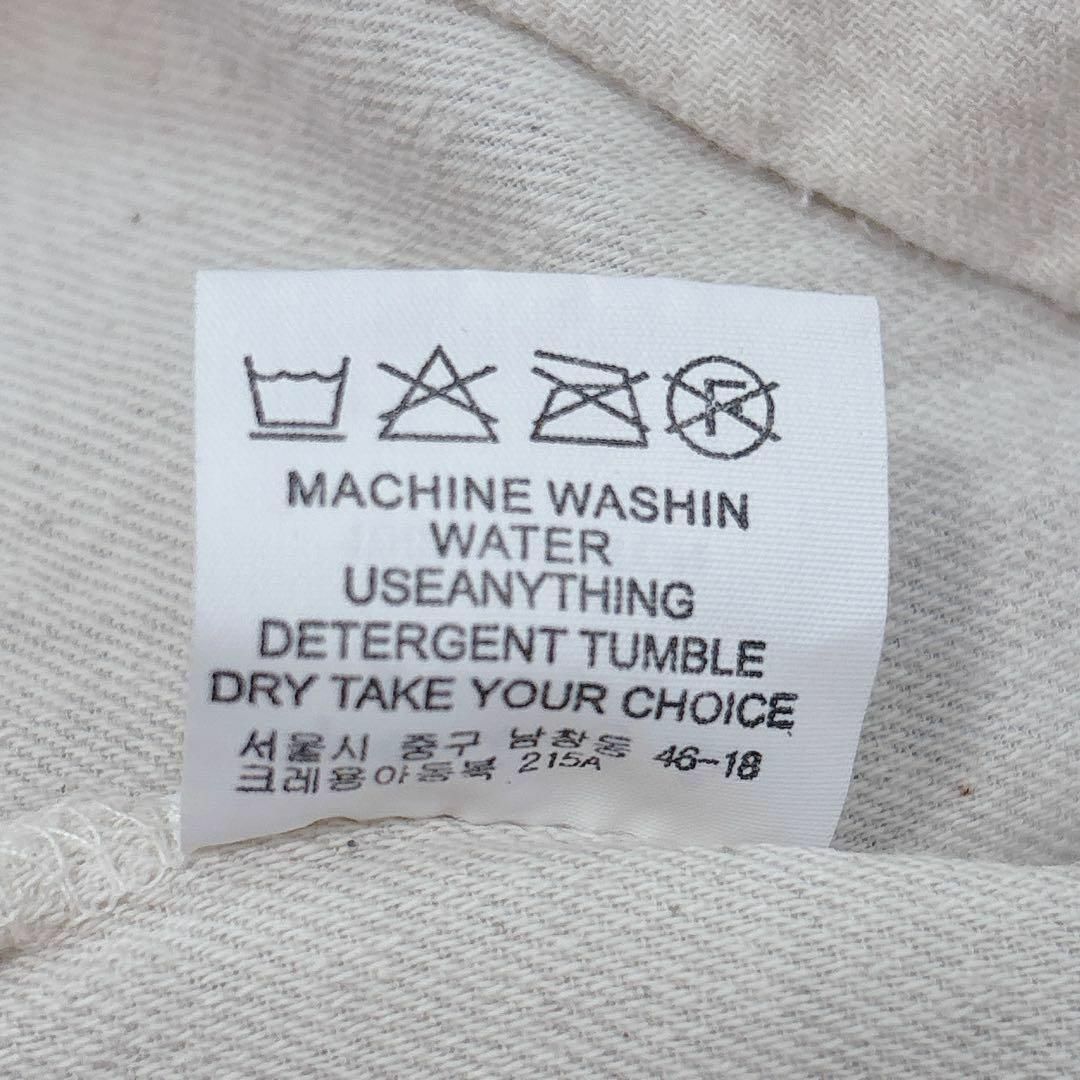 MACHINE WASHIN
WATER
USEANYTHING
DETERGENT TUMBLE
DRY TAKE YOUR CHOICE
서울시 중구 남창동 46-18
크레용아동복 215A